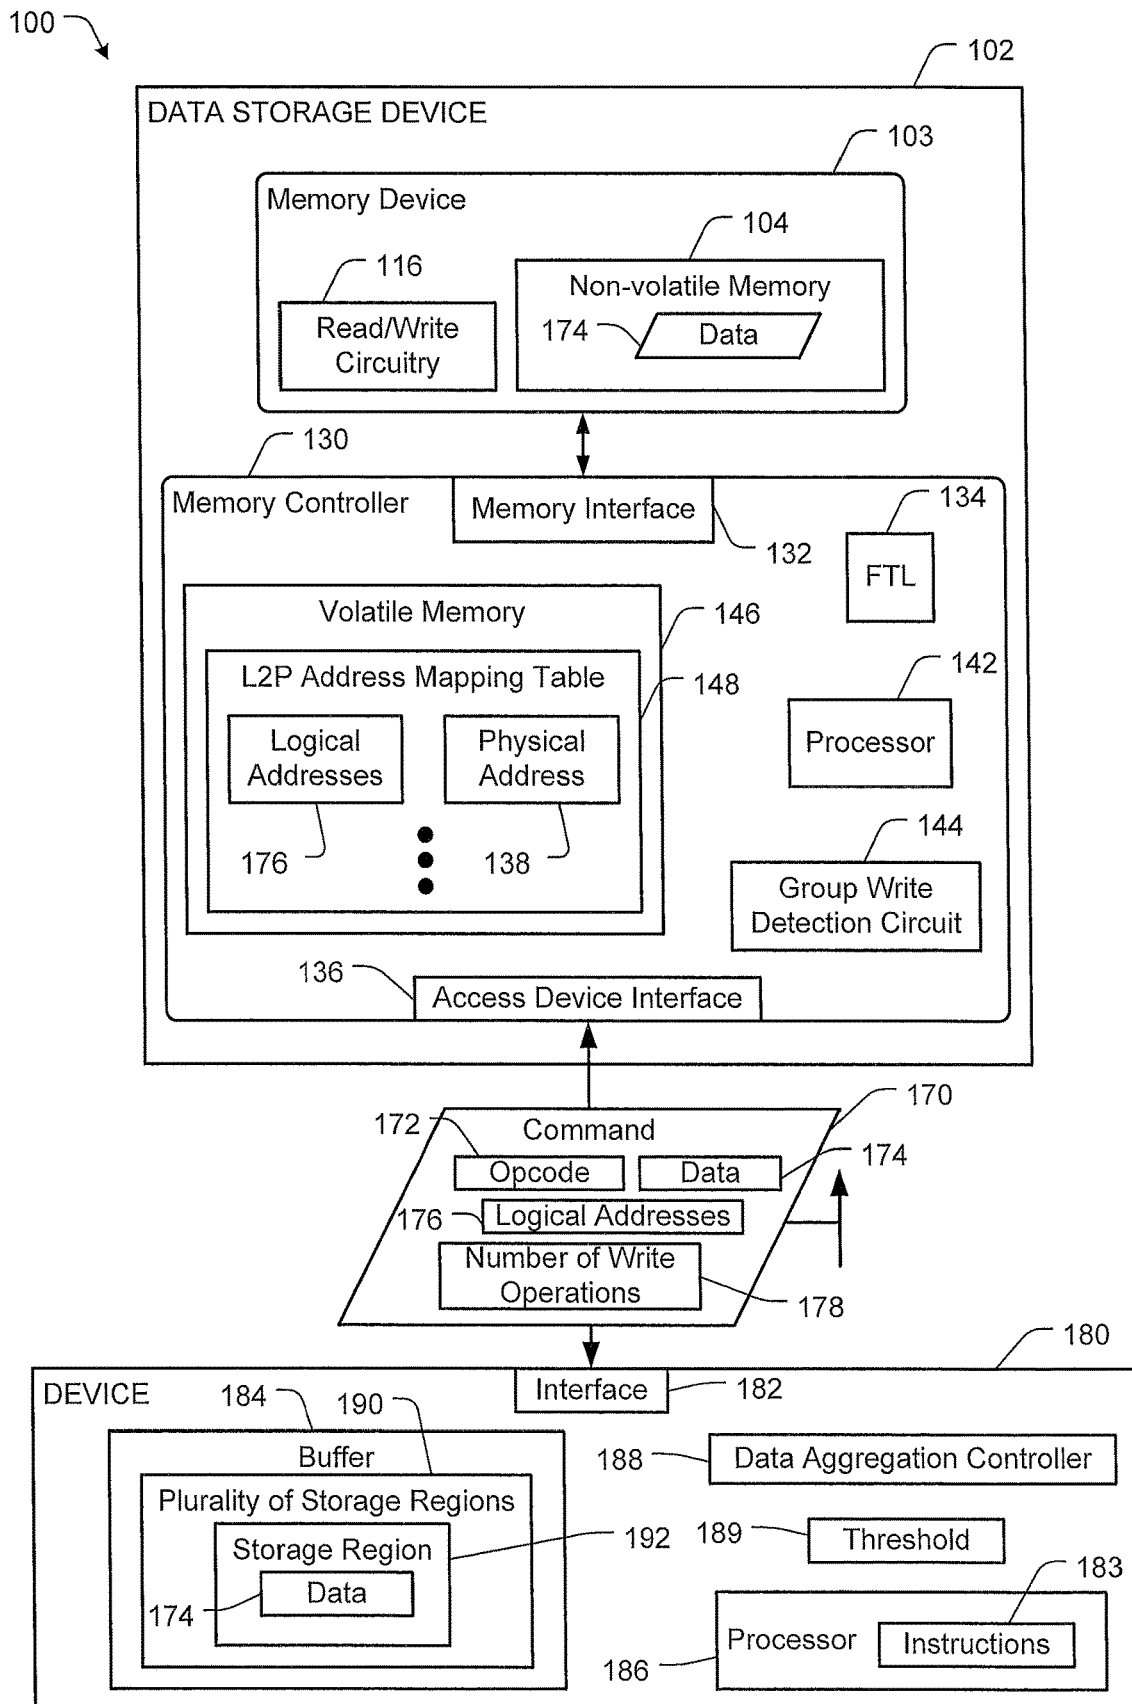 100
102
DATA STORAGE DEVICE
103
Memory Device
104
116
Non-volatile Memory
Read/Write
Circuitry
174
Data
130
Memory Controller
Memory Interface
132
134
FTL
Volatile Memory
146
L2P Address Mapping Table
148
142
Logical
Addresses
Physical
Address
Processor
176
138
144
Group Write
Detection Circuit
136
Access Device Interface
170
172
Command
Opcode
Data
174
176
Logical Addresses
Number of Write
Operations
178
180
DEVICE
Interface
182
184
190
Buffer
188
Data Aggregation Controller
Plurality of Storage Regions
192
189
Threshold
Storage Region
174
Data
183
Processor
Instructions
186